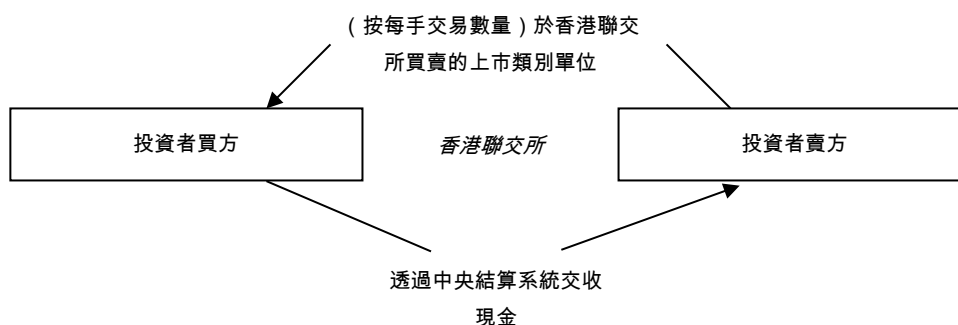 （按每手交易數量）於香港聯交
所買賣的上市類別單位
投資者買方
香港聯交所
投資者賣方
透過中央結算系統交收
現金